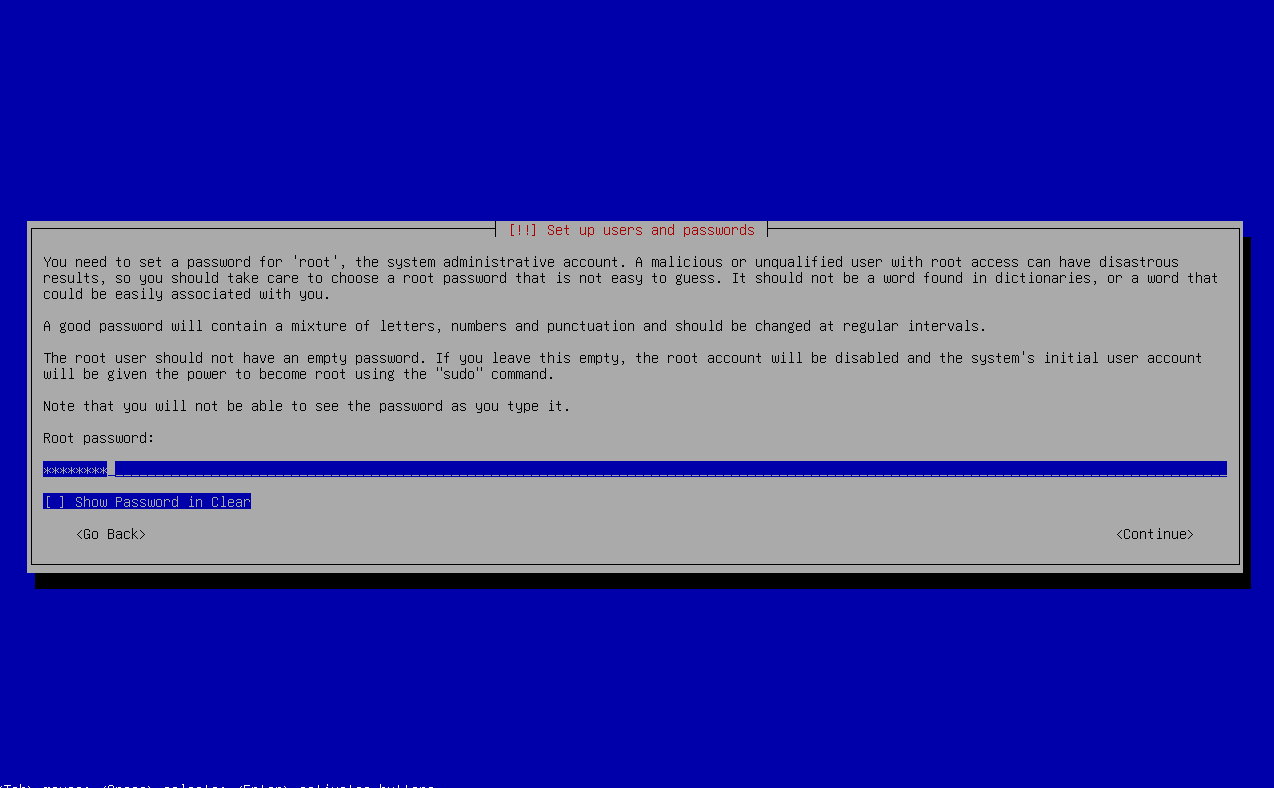 [!!] Set up users and passwords
You need to set a password for 'root', the system administrative account. A malicious or unqualified user with root access can have disastrous
results, so you should take care to choose a root password that is not easy to guess. It should not be a word found in dictionaries, or a word that
could be easily associated with you.
A good password will contain a mixture of letters, numbers and punctuation and should be changed at regular intervals.
The root user should not have an empty password. If you leave this empty, the root account will be disabled and the system's initial user account
will be given the power to become root using the "sudo" command.
Note that you will not be able to see the password as you type it.
Root password:
********
[ ] Show Password in Clear
<Go Back> <Continue>
<Tab> moves; <Space> selects; <Enter> activates buttons